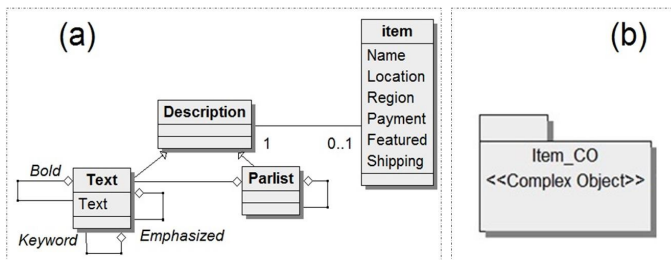 (a)
item
Name
Location
Region
Payment
Featured
Shipping
Description
1
0..1
Bold
Text
Text
Parlist
Keyword
Emphasized
(b)
Item_CO
<<Complex Object>>